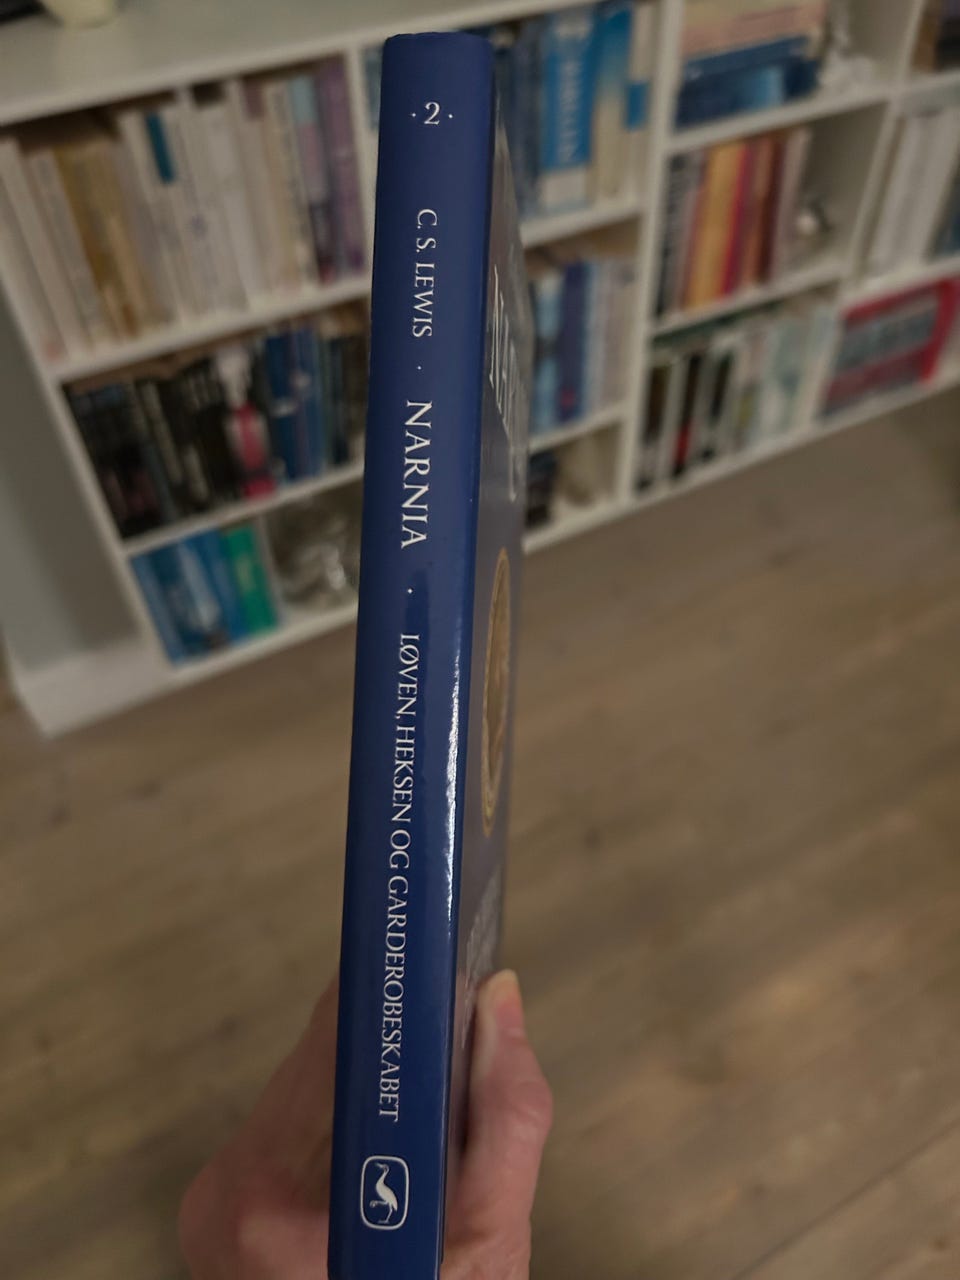 · 2 ·
C. S. LEWIS · NARNIA · LØVEN, HEKSEN OG GARDEROBESKABET